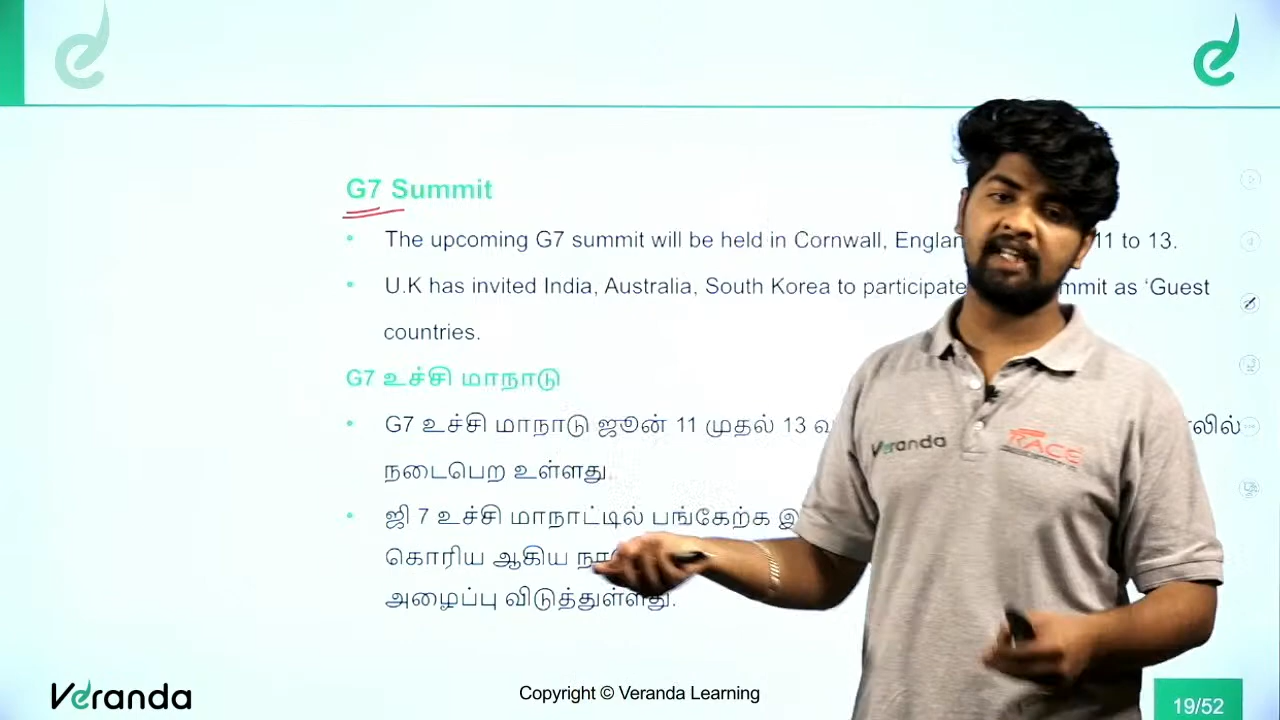 G7 Summit
The upcoming G7 summit will be held in Cornwall, 11 to 13.
U.K has invited India, Australia, South Korea to participate as ‘Guest
countries.
G7 உச்சி மாநாடு
G7 உச்சி மாநாடு ஜூன் 11 முதல் 13
நடைபெற உள்ளது.
ஜி 7 உச்சி மாநாட்டில் பங்கேற்க
கொரிய ஆகிய
அழைப்பு விடுத்துள்ளது.
Veranda
RACE
Veranda
Copyright © Veranda Learning
19/52